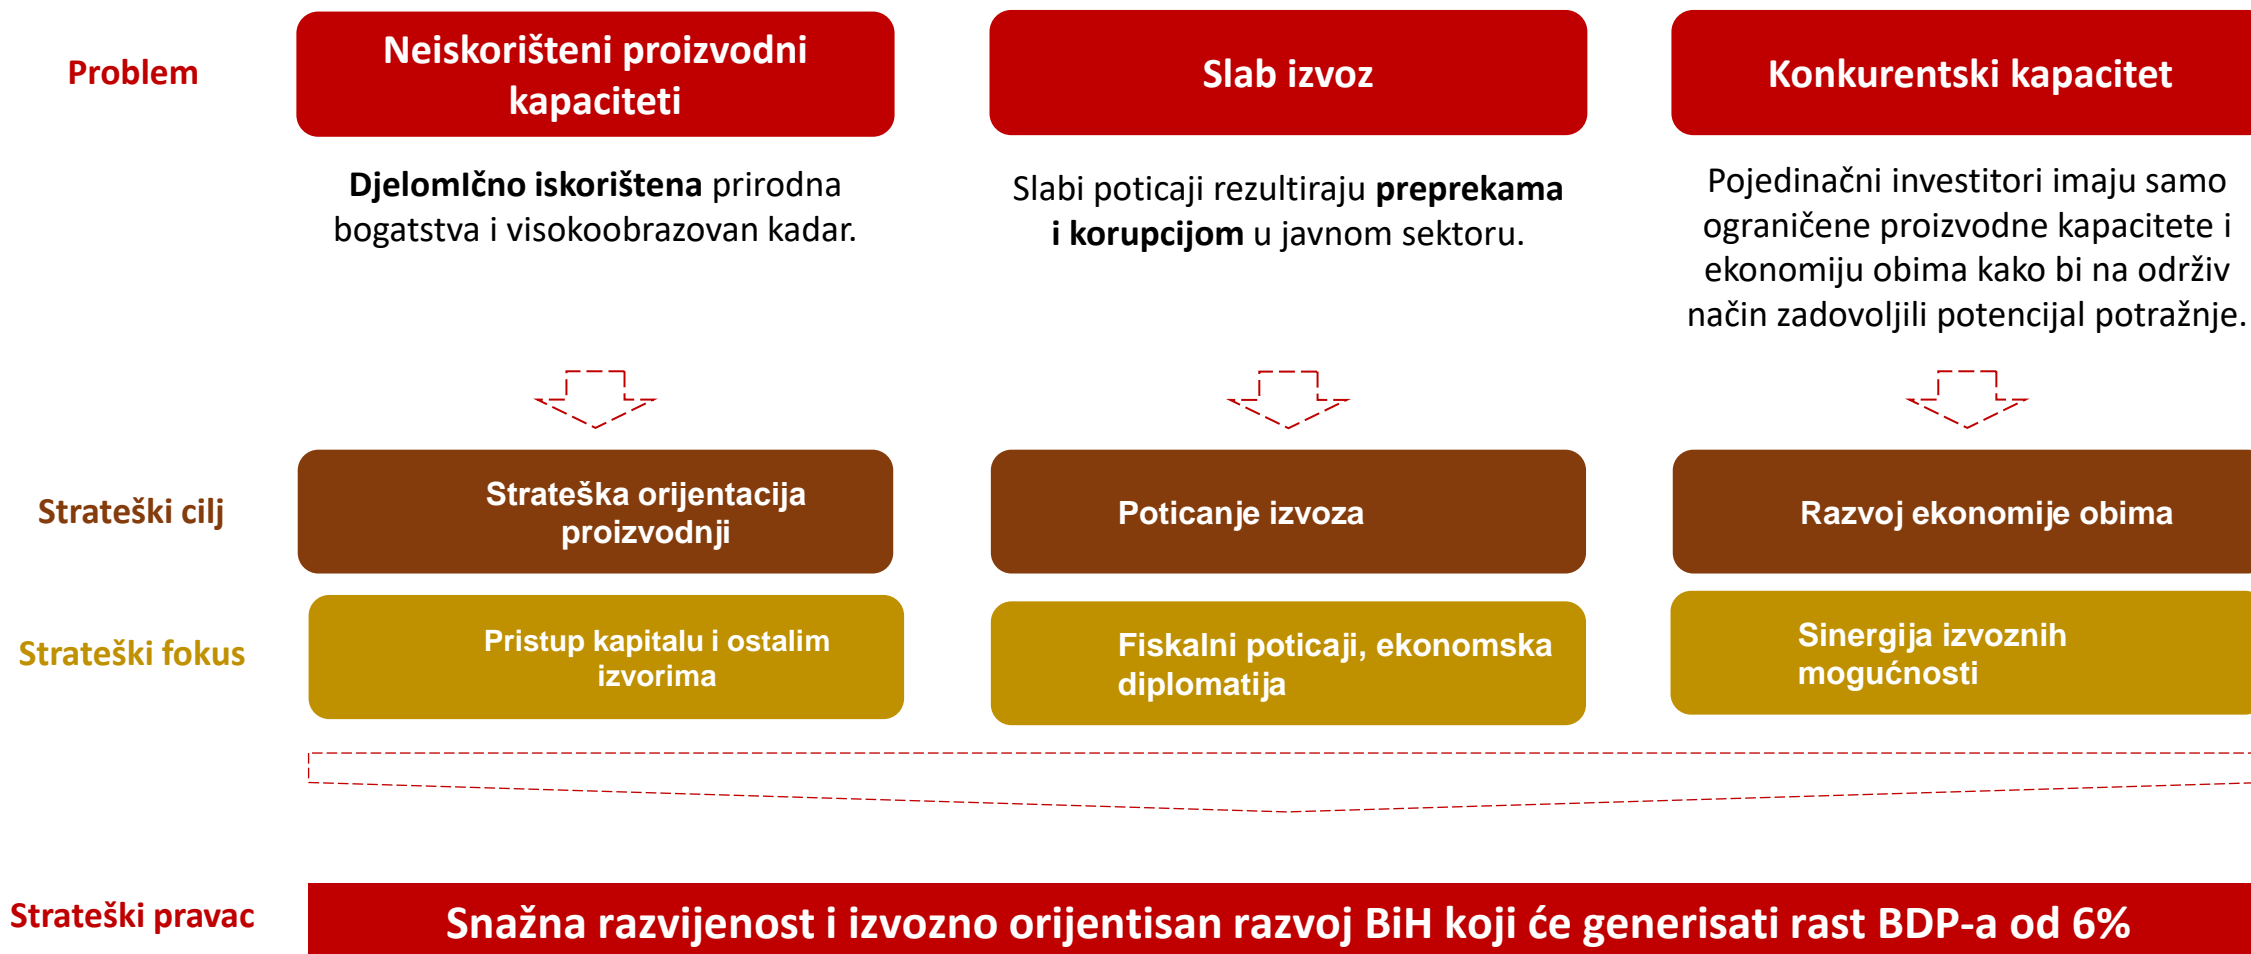 Problem
Neiskorišteni proizvodni
kapaciteti
Slab izvoz
Konkurentski kapacitet
DjelomIčno iskorištena prirodna
bogatstva i visokoobrazovan kadar.
Slabi poticaji rezultiraju preprekama
i korupcijom u javnom sektoru.
Pojedinačni investitori imaju samo
ograničene proizvodne kapacitete i
ekonomiju obima kako bi na održiv
način zadovoljili potencijal potražnje.
Strateški cilj
Strateška orijentacija
proizvodnji
Poticanje izvoza
Razvoj ekonomije obima
Strateški fokus
Pristup kapitalu i ostalim
izvorima
Fiskalni poticaji, ekonomska
diplomatija
Sinergija izvoznih
mogućnosti
Strateški pravac
Snažna razvijenost i izvozno orijentisan razvoj BiH koji će generisati rast BDP-a od 6%